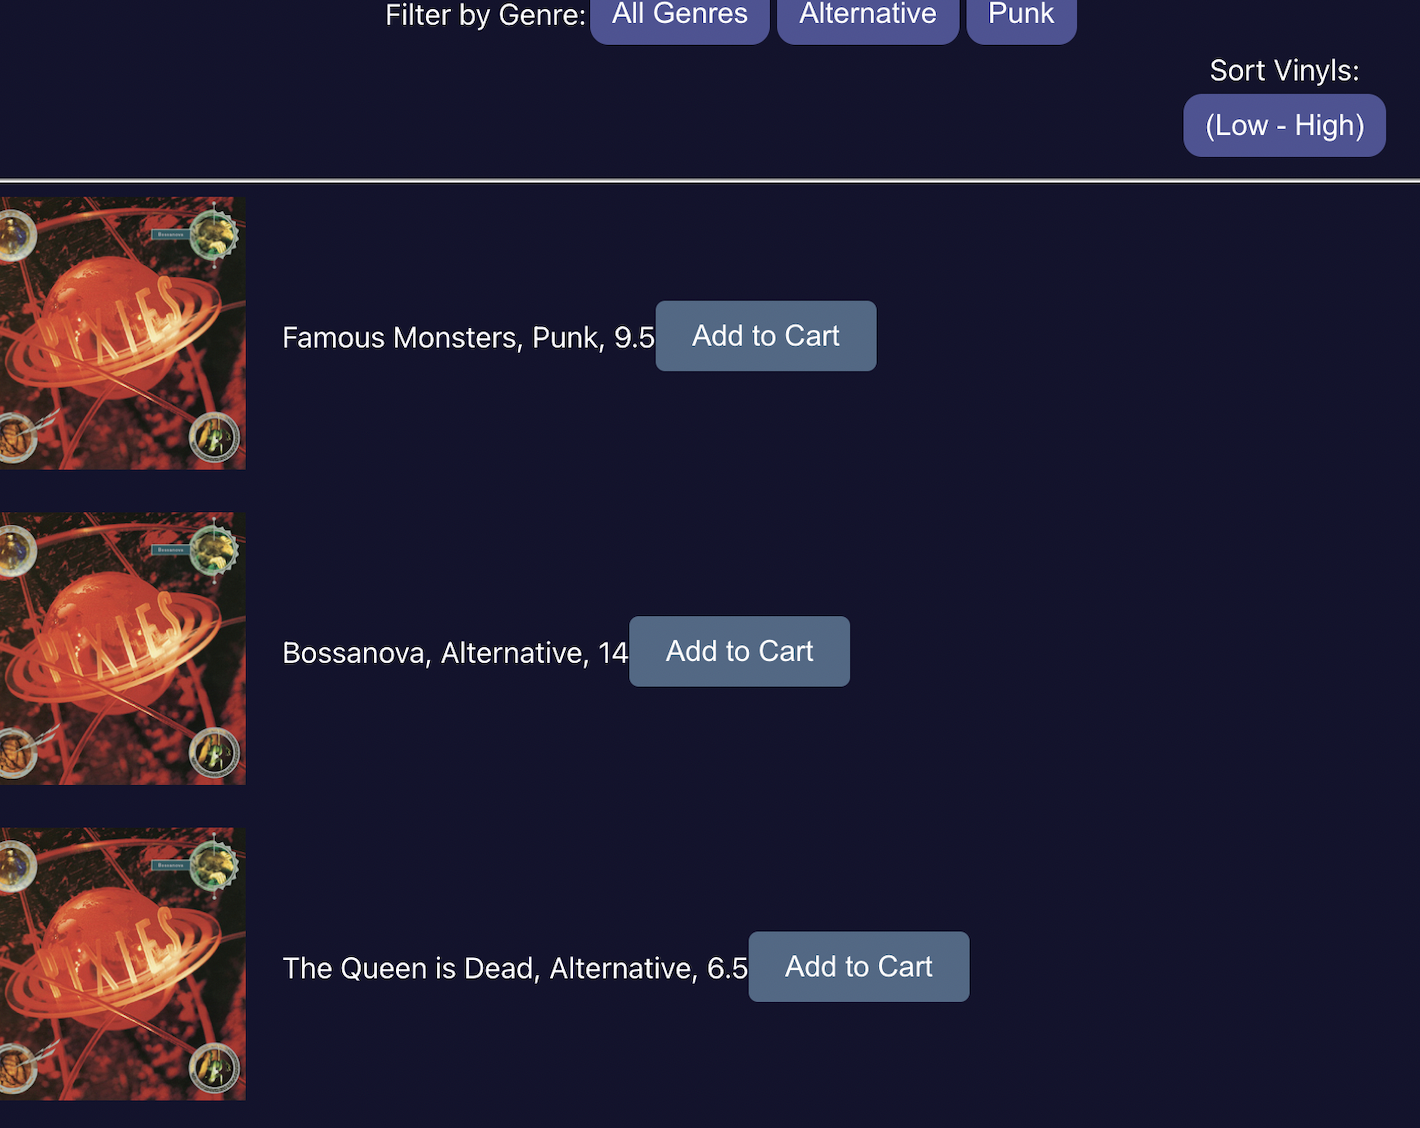 Filter by Genre: All Genres Alternative Punk
Sort Vinyls:
(Low - High)
Bossanova
PIXIES
Famous Monsters, Punk, 9.5 Add to Cart
Bossanova
PIXIES
Bossanova, Alternative, 14 Add to Cart
Bossanova
PIXIES
The Queen is Dead, Alternative, 6.5 Add to Cart